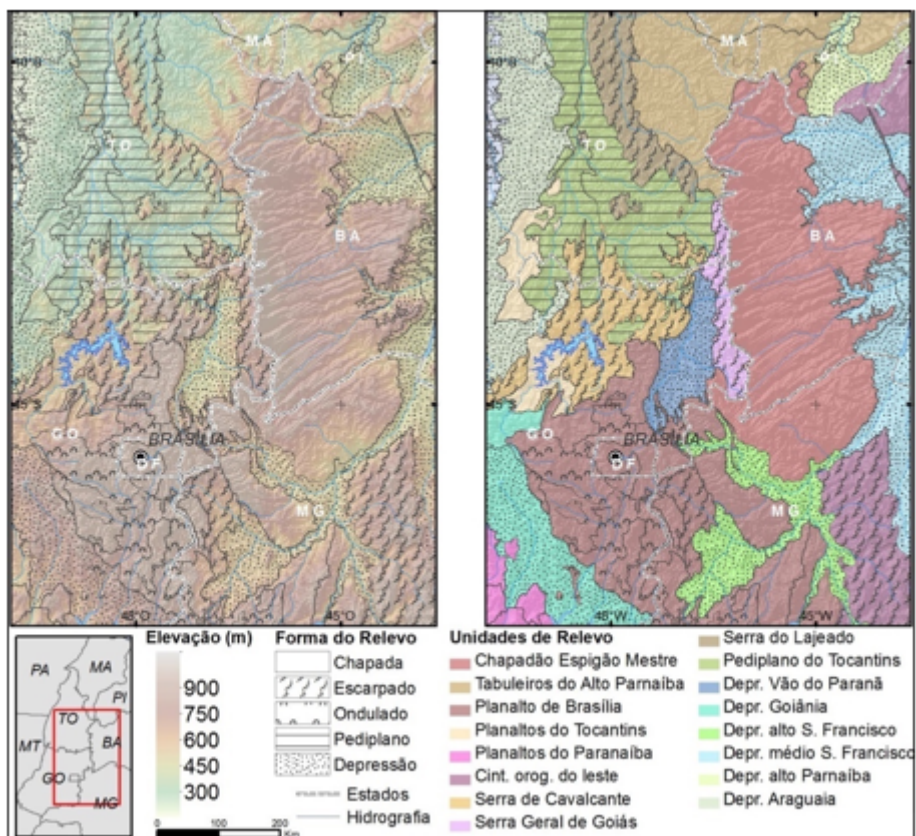 MA
PI
40°S
TO
BA
45°S
GO
BRASÍLIA
DF
MG
48°O
45°O
MA
PI
40°S
TO
BA
45°S
GO
BRASÍLIA
DF
MG
48°W
45°W
PA
MA
PI
TO
MT
BA
GO
MG
Elevação (m)
900
750
600
450
300
0
100
200
Km
Forma do Relevo
Chapada
Escarpado
Ondulado
Pediplano
Depressão
Estados
Hidrografia
Unidades de Relevo
Chapadão Espigão Mestre
Tabuleiros do Alto Parnaíba
Planalto de Brasília
Planaltos do Tocantins
Planaltos do Paranaíba
Cint. orog. do leste
Serra de Cavalcante
Serra Geral de Goiás
Serra do Lajeado
Pediplano do Tocantins
Depr. Vão do Paranã
Depr. Goiânia
Depr. alto S. Francisco
Depr. médio S. Francisco
Depr. alto Parnaíba
Depr. Araguaia